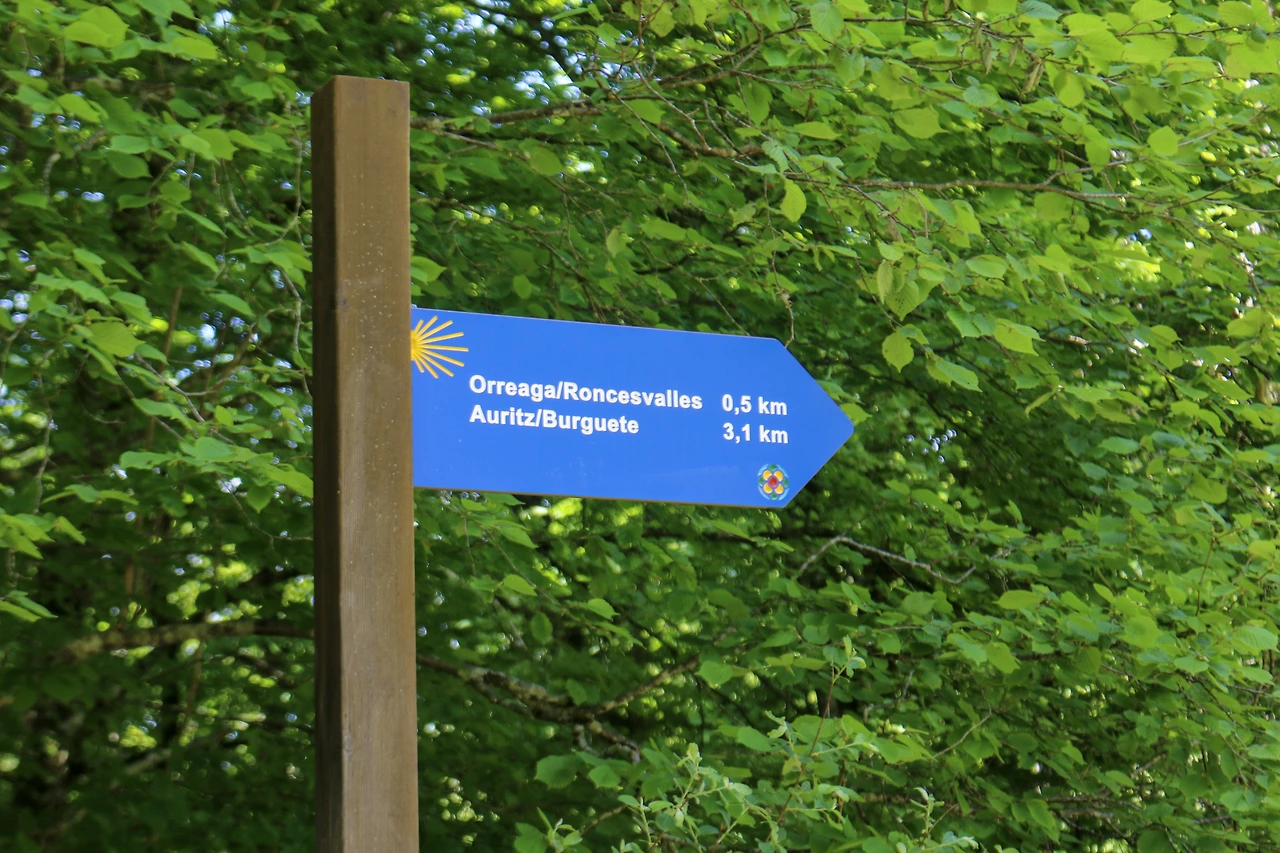 Orreaga/Roncesvalles 0,5 km
Auritz/Burguete 3,1 km